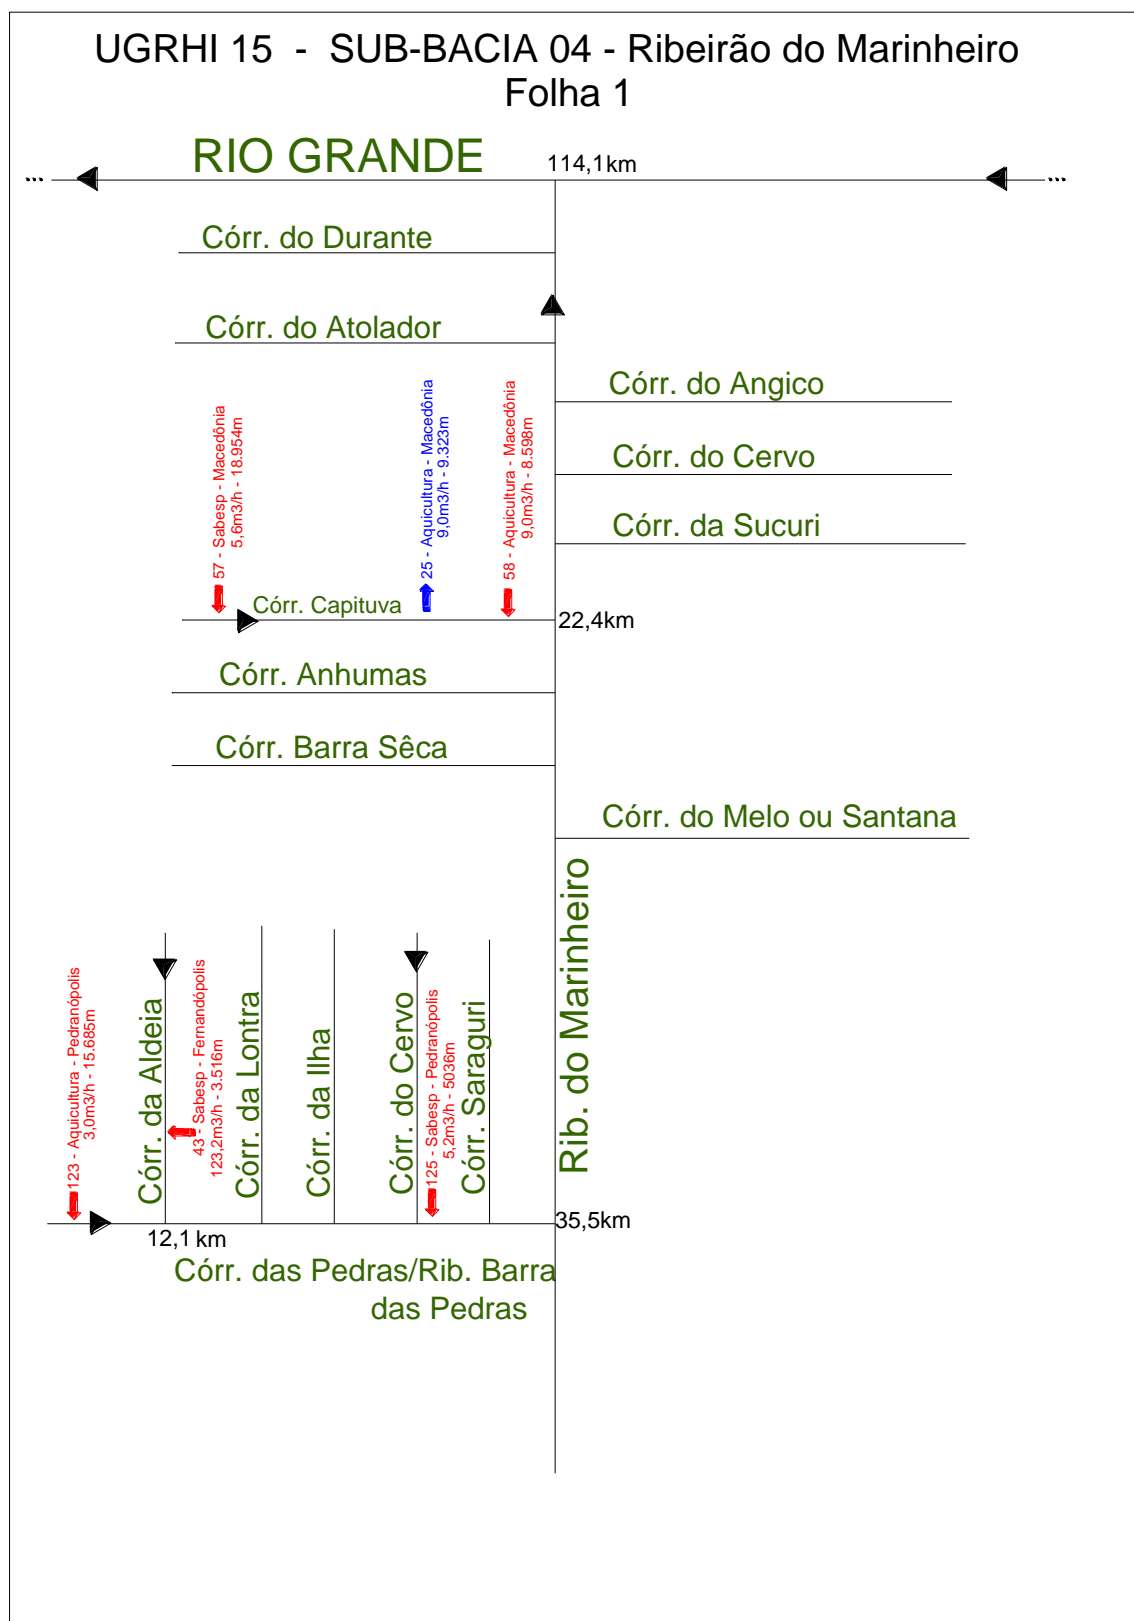 UGRHI 15 - SUB-BACIA 04 - Ribeirão do Marinheiro
Folha 1
RIO GRANDE
114,1km
...
...
Córr. do Durante
Córr. do Atolador
Córr. do Angico
Córr. do Cervo
Córr. da Sucuri
57 - Sabesp - Macedônia
5,6m3/h - 18.954m
25 - Aquicultura - Macedônia
9,0m3/h - 9.323m
58 - Aquicultura - Macedônia
9,0m3/h - 8.598m
Córr. Capituva
22,4km
Córr. Anhumas
Córr. Barra Sêca
Córr. do Melo ou Santana
Rib. do Marinheiro
123 - Aquicultura - Pedranópolis
3,0m3/h - 15.685m
Córr. da Aldeia
43 - Sabesp - Fernandópolis
123,2m3/h - 3.516m
Córr. da Lontra
Córr. da Ilha
Córr. do Cervo
125 - Sabesp - Pedranópolis
5,2m3/h - 5036m
Córr. Saraguri
35,5km
12,1 km
Córr. das Pedras/Rib. Barra
das Pedras